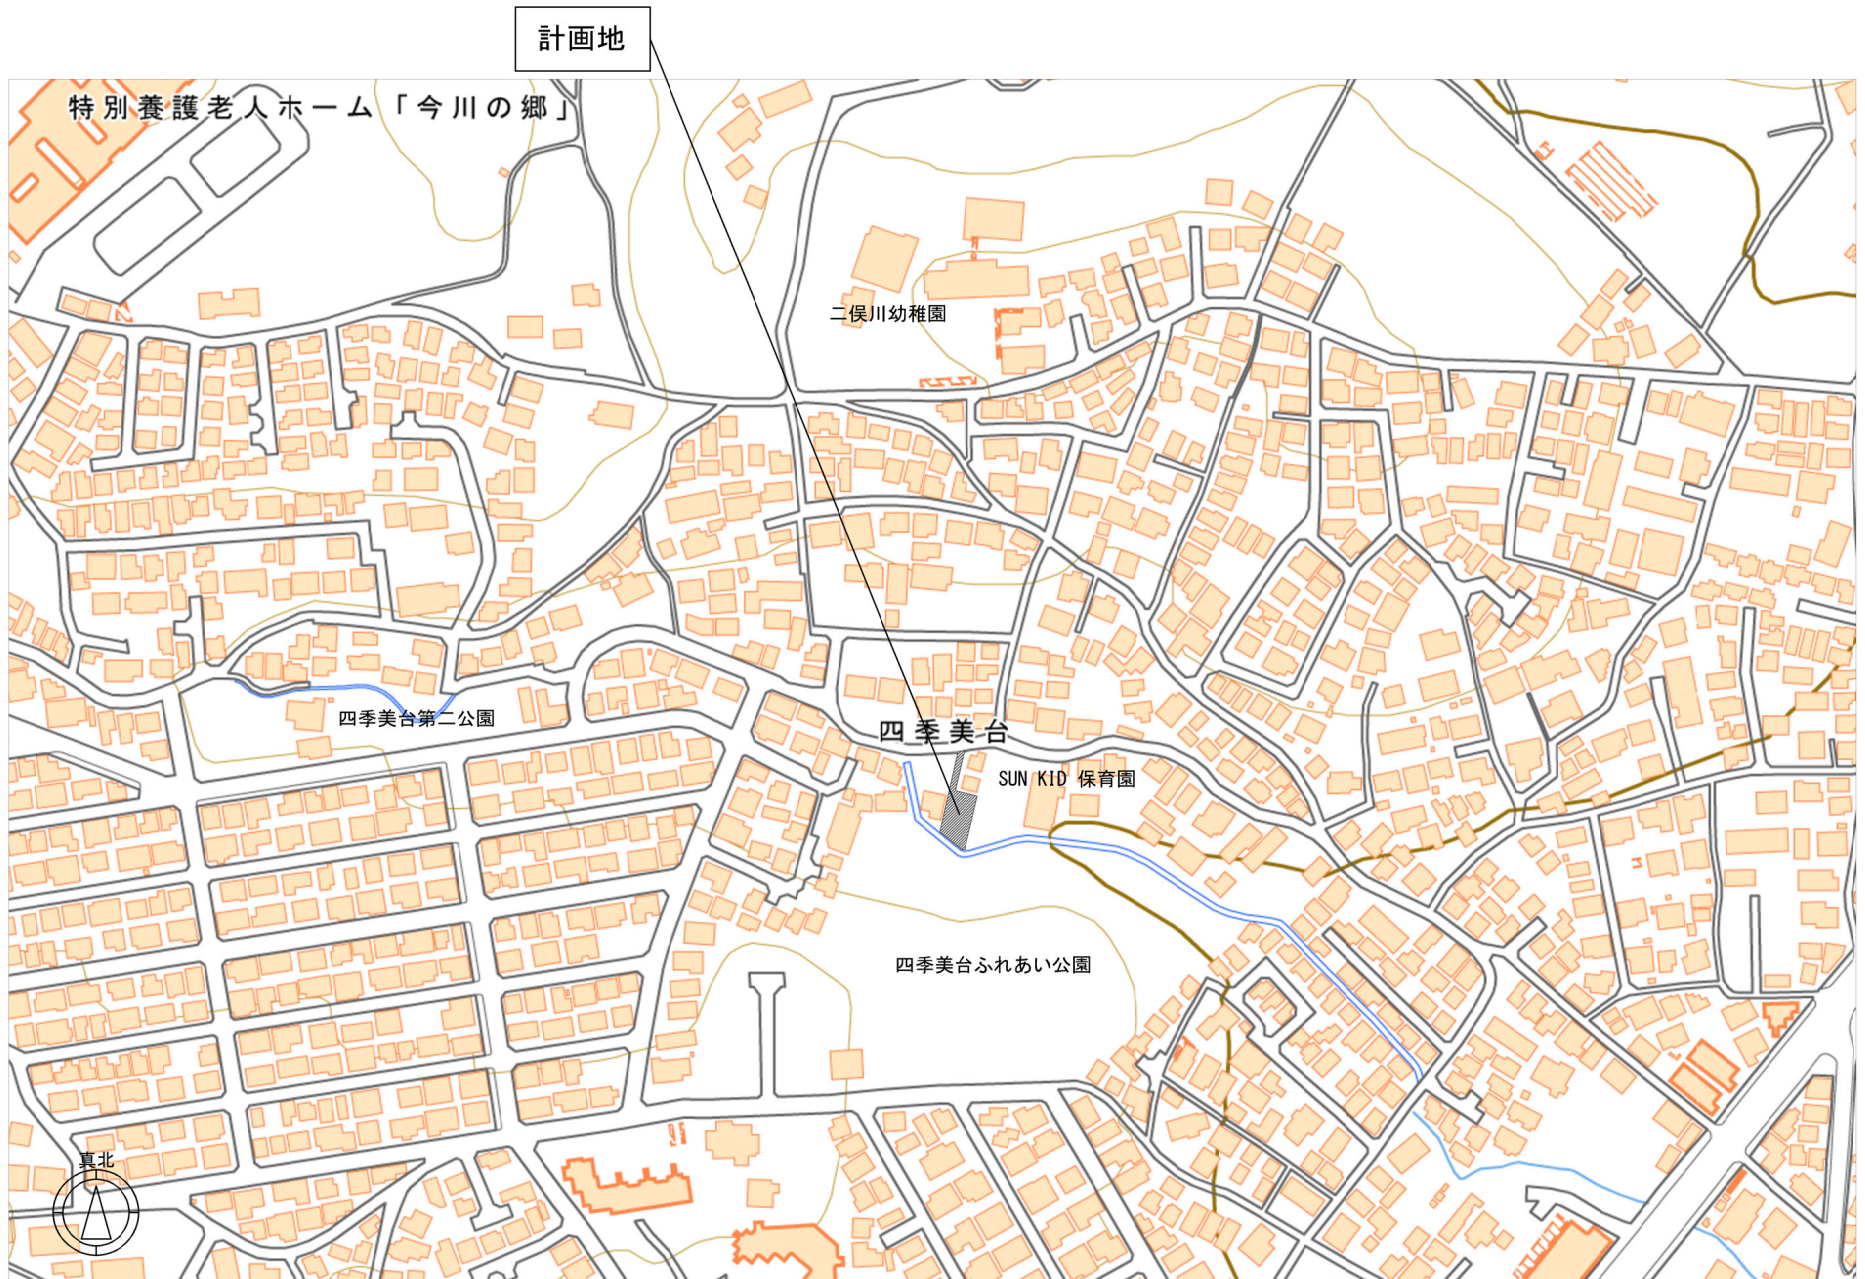 計画地
特別養護老人ホーム「今川の郷」
二俣川幼稚園
四季美台第二公園
四季美台
SUN KID 保育園
四季美台ふれあい公園
真北